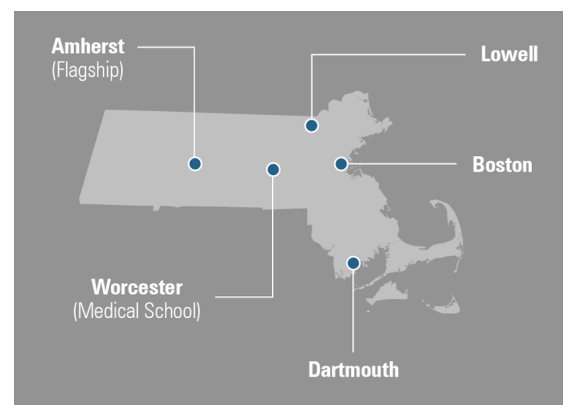 Amherst
(Flagship)
Lowell
Boston
Worcester
(Medical School)
Dartmouth